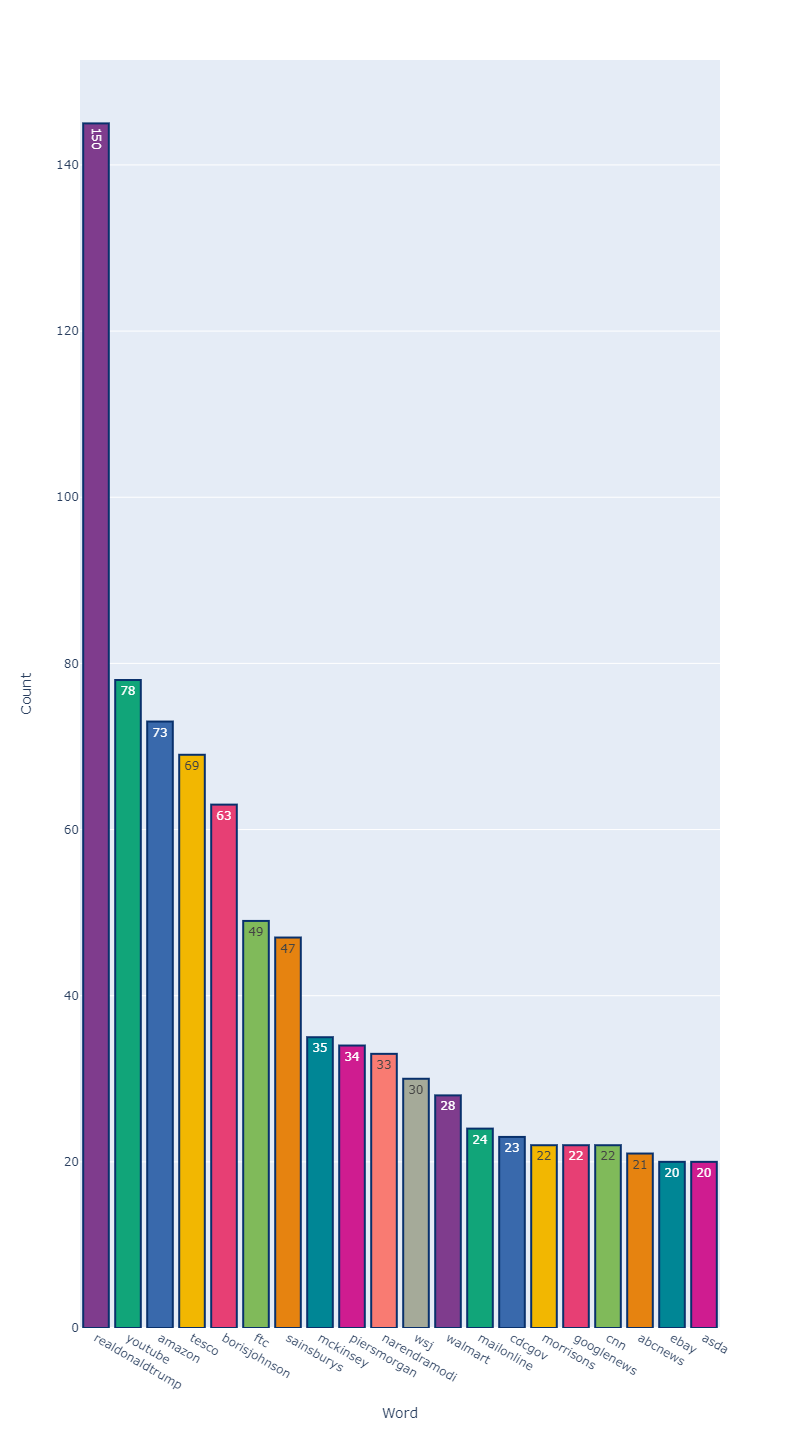 150
140
120
100
80
78
73
69
63
60
49
47
40
35
34
33
30
28
24
23
22
22
22
21
20
20
20
0
realdonaldtrump
youtube
amazon
tesco
borisjohnson
ftc
sainsburys
mckinsey
piersmorgan
narendramodi
wsj
walmart
mailonline
cdcgov
morrisons
googlenews
cnn
abcnews
ebay
asda
Count
Word